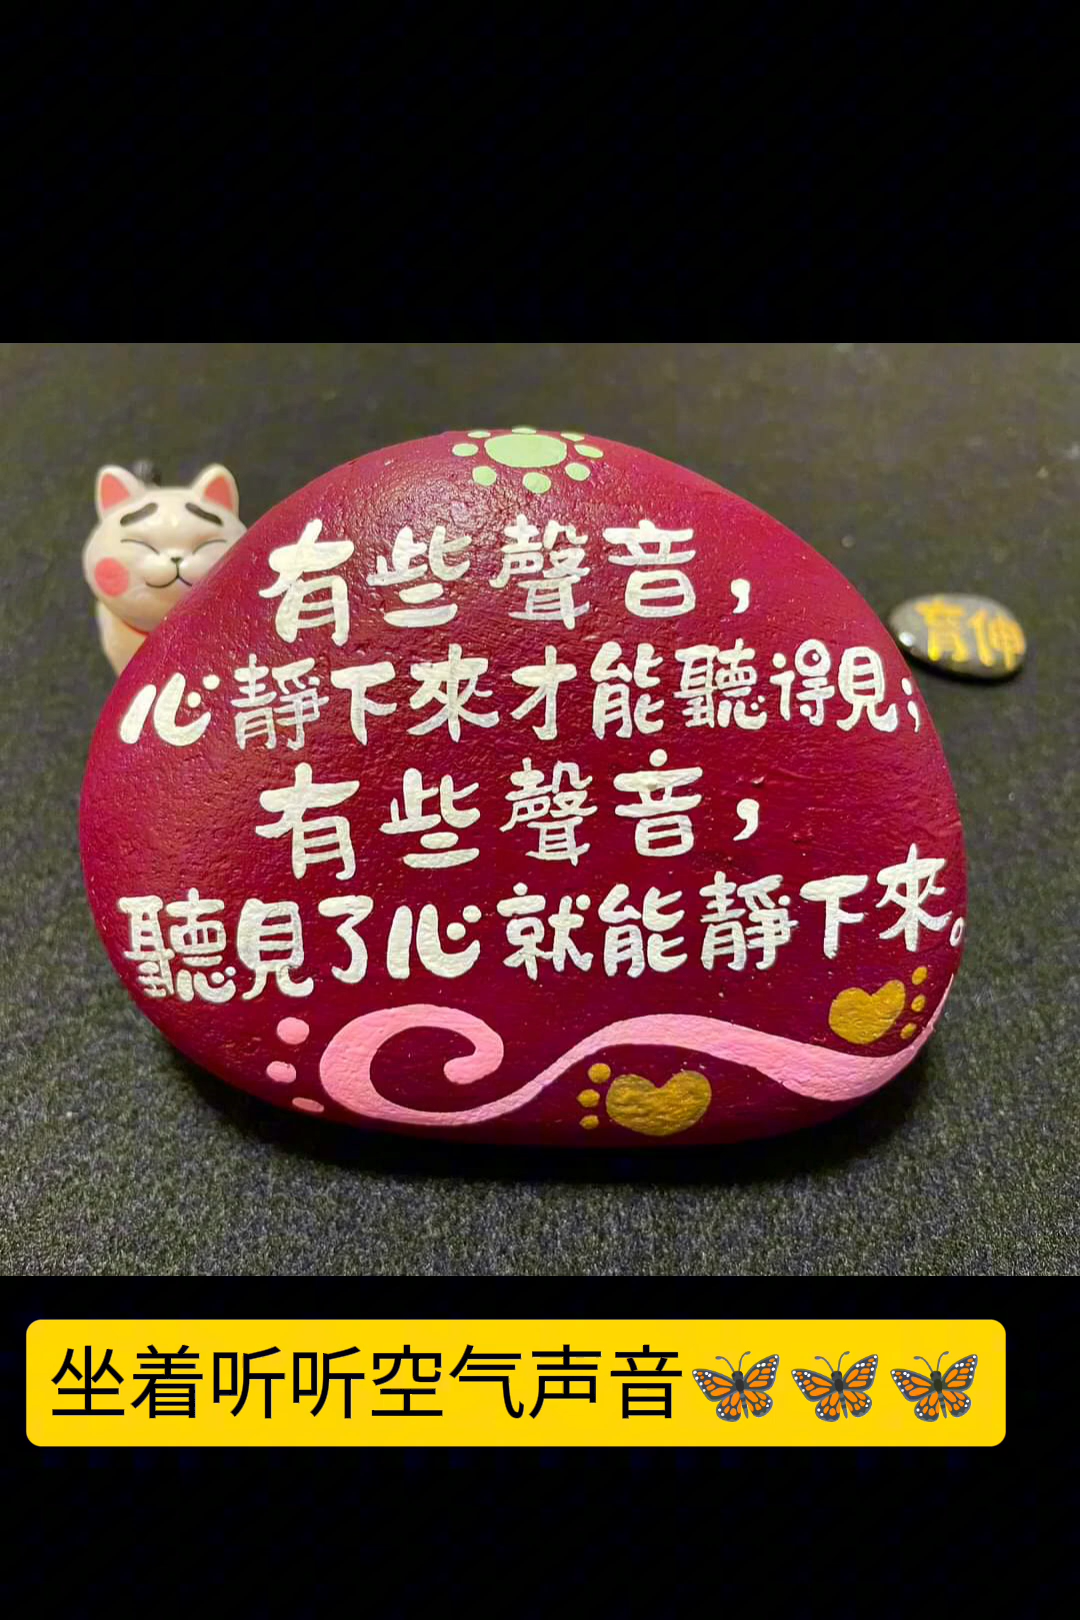 有些聲音，
心靜下來才能聽得見；
有些聲音，
聽見了心就能靜下來。
育伸
坐着听听空气声音🦋🦋🦋